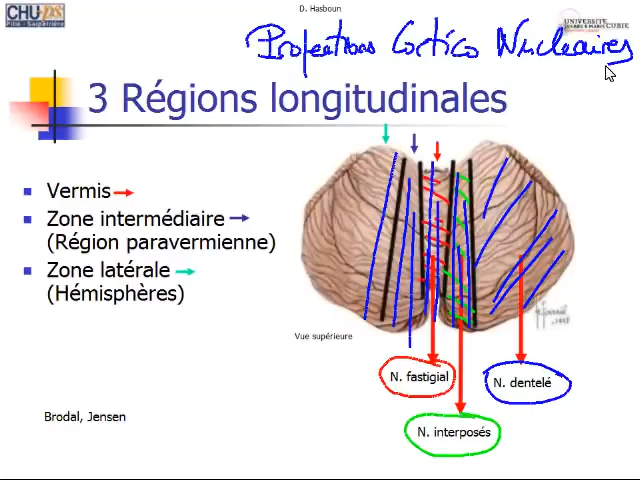 CHU PS
Pitié - Salpêtrière
D. Hasboun
UNIVERSITÉ
PIERRE & MARIE CURIE
Projections Cortico Nucléaires
3 Régions longitudinales
Vermis
Zone intermédiaire
(Région paravermienne)
Zone latérale
(Hémisphères)
Vue supérieure
N. fastigial
N. dentelé
N. interposés
Brodal, Jensen